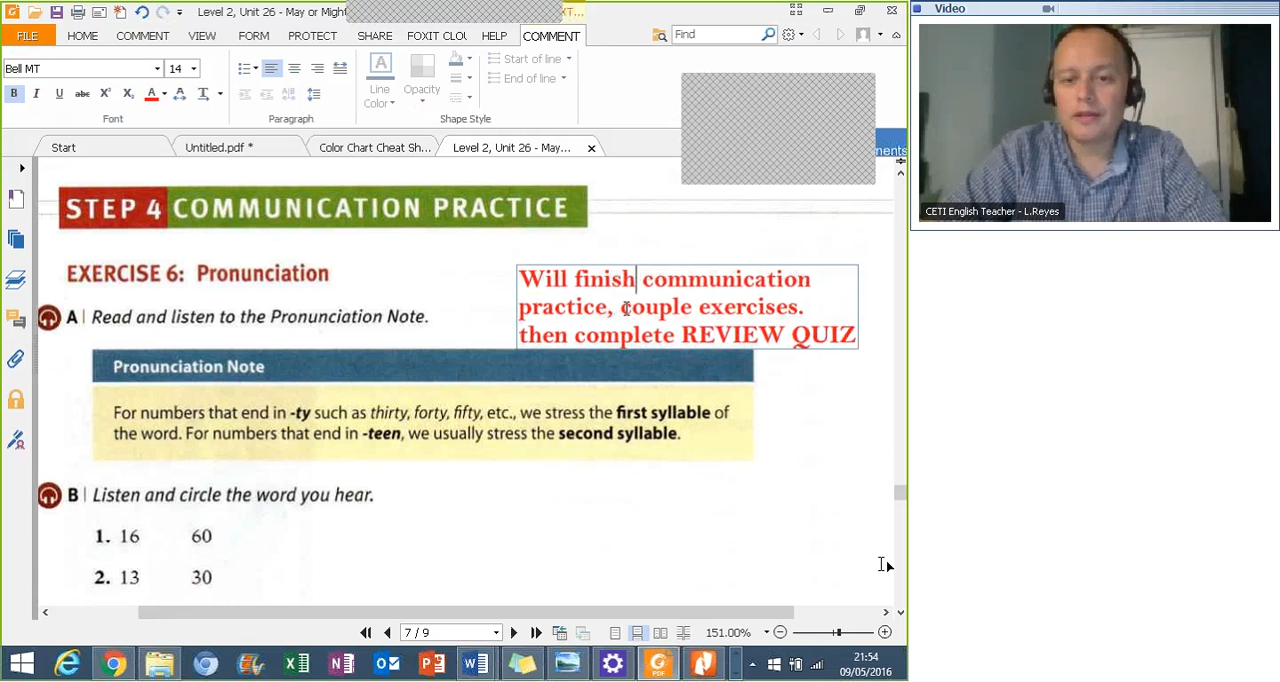 Level 2, Unit 26 - May or Might
XT...
Video
FILE
HOME
COMMENT
VIEW
FORM
PROTECT
SHARE
FOXIT CLOU
HELP
COMMENT
Find
Bell MT
14
Start of line
End of line
B I U abc X² X₂ A A T
Line Color
Opacity
Font
Paragraph
Shape Style
Start
Untitled.pdf *
Color Chart Cheat Sh...
Level 2, Unit 26 - May...
nents
CETI English Teacher - L.Reyes
STEP 4 COMMUNICATION PRACTICE
EXERCISE 6: Pronunciation
Will finish communication
practice, couple exercises.
then complete REVIEW QUIZ
A | Read and listen to the Pronunciation Note.
Pronunciation Note
For numbers that end in -ty such as thirty, forty, fifty, etc., we stress the first syllable of
the word. For numbers that end in -teen, we usually stress the second syllable.
B | Listen and circle the word you hear.
1. 16 60
2. 13 30
7 / 9
151.00%
21:54
09/05/2016